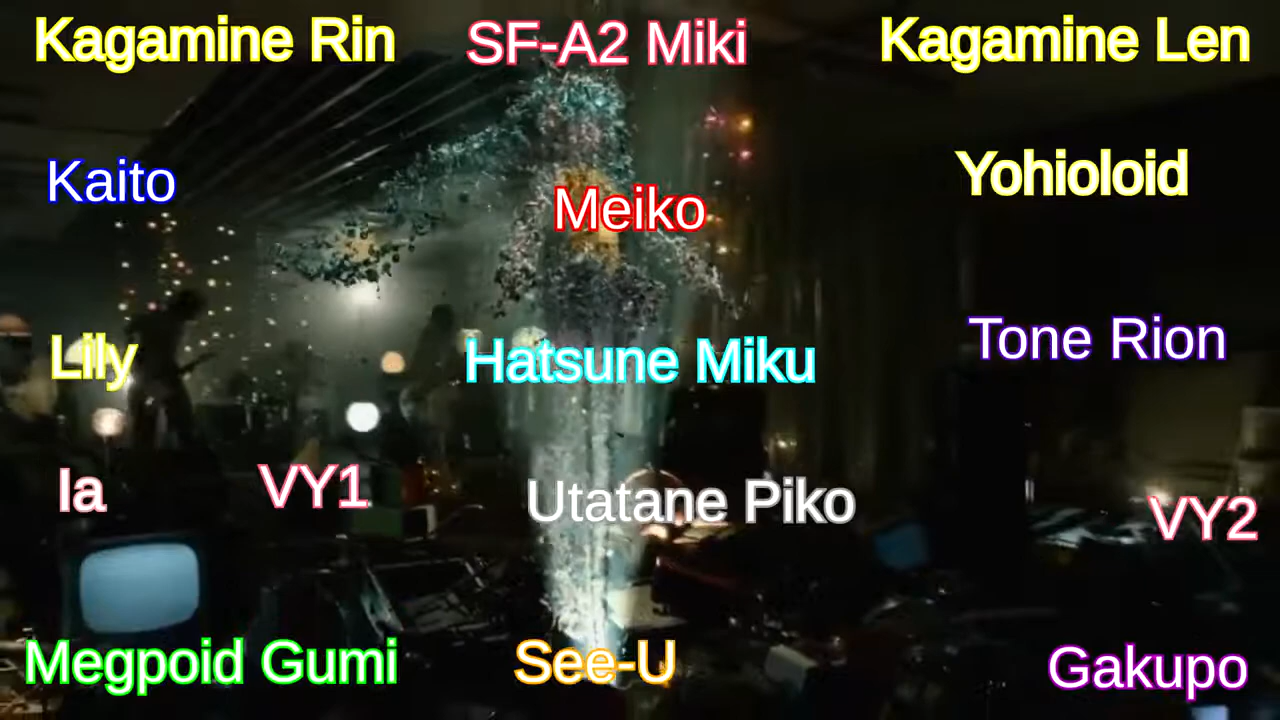 Kagamine Rin
SF-A2 Miki
Kagamine Len
Kaito
Meiko
Yohioloid
Lily
Hatsune Miku
Tone Rion
Ia
VY1
Utatane Piko
VY2
Megpoid Gumi
See-U
Gakupo